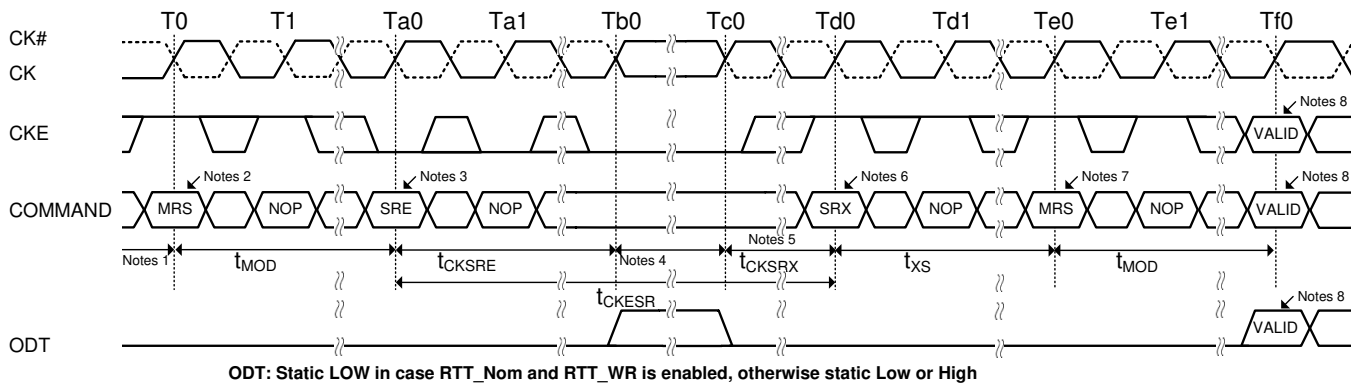 T0 T1 Ta0 Ta1 Tb0 Tc0 Td0 Td1 Te0 Te1 Tf0
CK#
CK
Notes 8
CKE
VALID
Notes 2 Notes 3 Notes 6 Notes 7 Notes 8
COMMAND MRS NOP SRE NOP SRX NOP MRS NOP VALID
Notes 1 tMOD tCKSRE Notes 4 Notes 5 tCKSRX tXS tMOD
tCKESR
Notes 8
ODT VALID
ODT: Static LOW in case RTT_Nom and RTT_WR is enabled, otherwise static Low or High